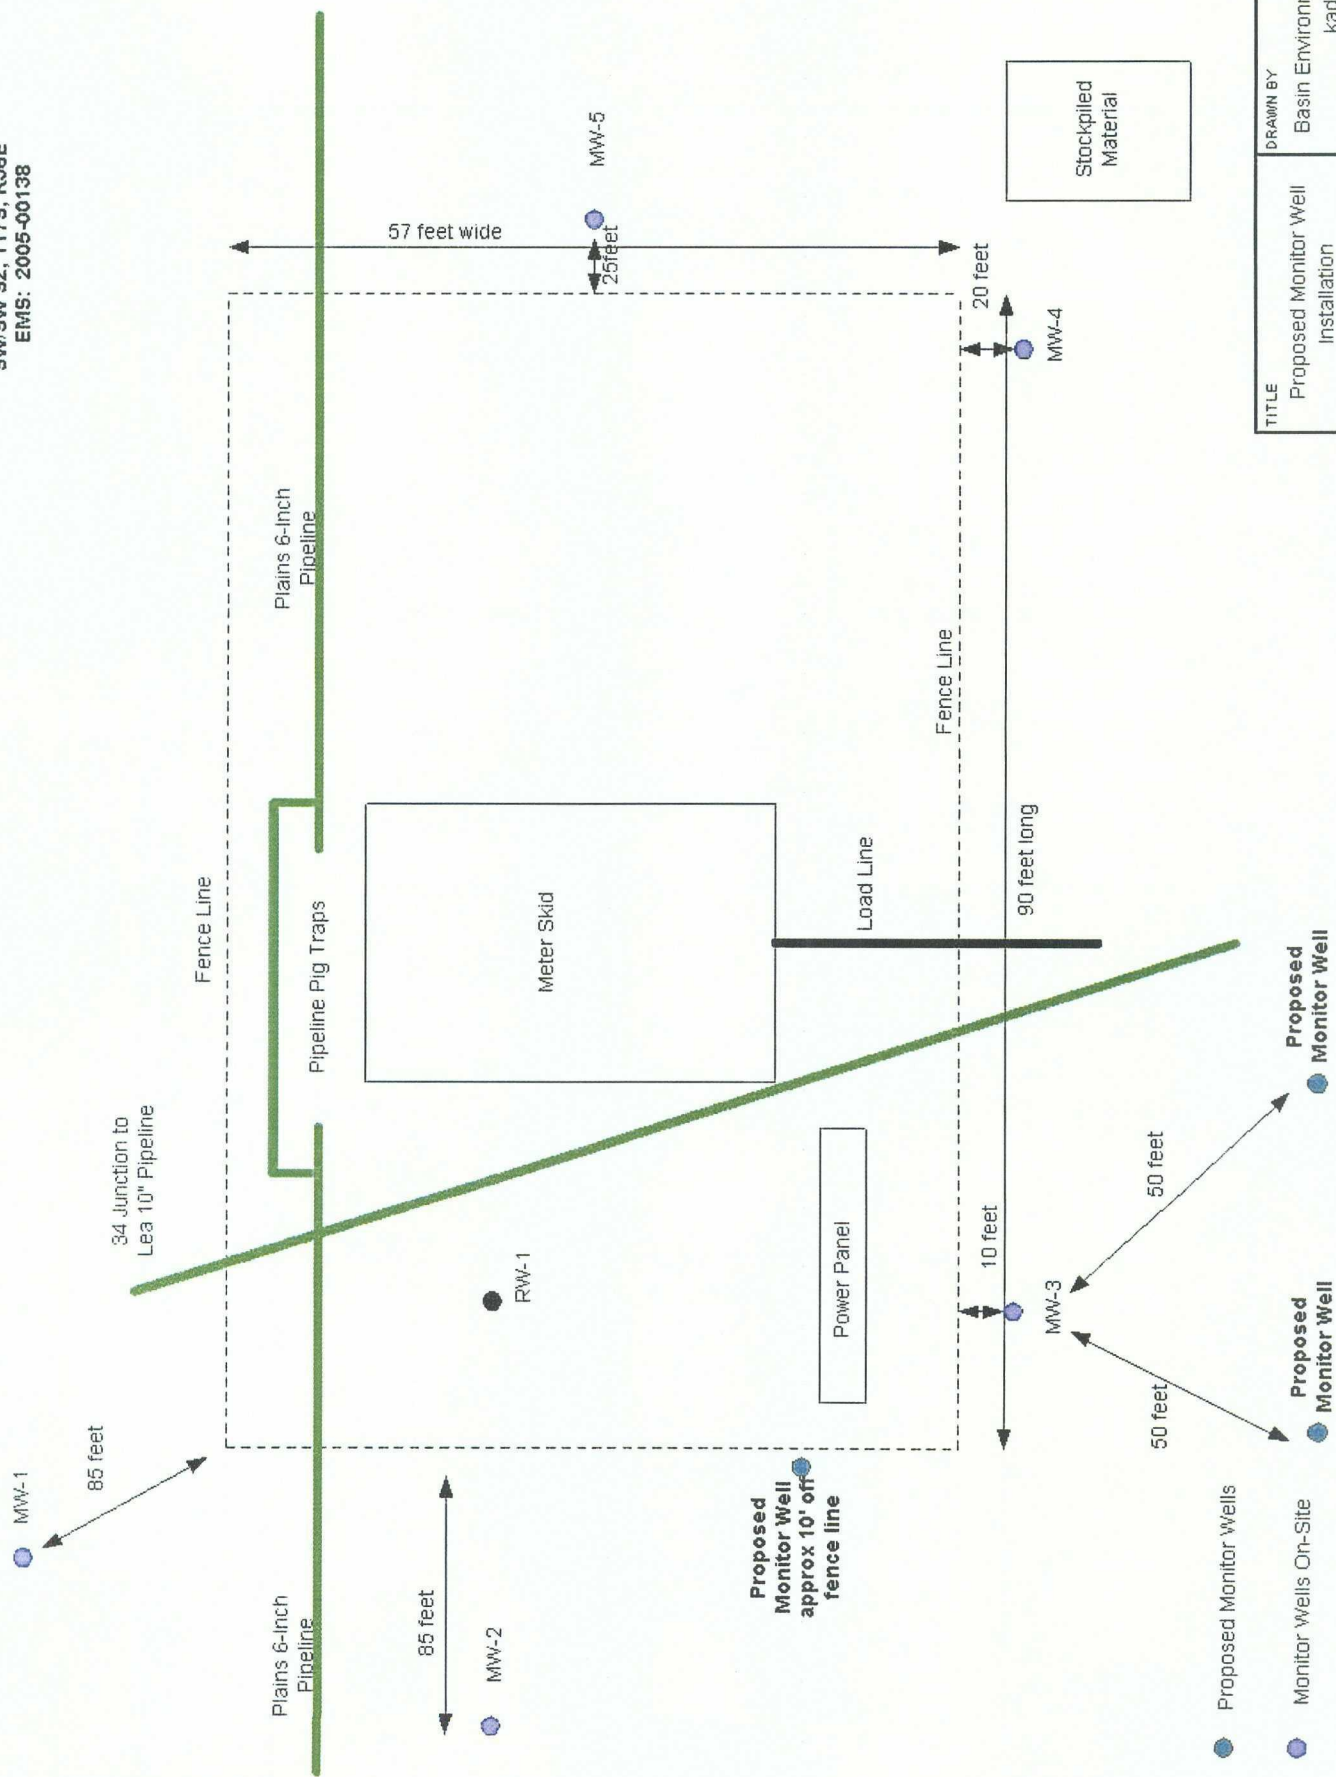 EMS: 2005-00138
MW-1
85 feet
34 Junction to
Lea 10" Pipeline
Fence Line
Plains 6-Inch
Pipeline
Pipeline Pig Traps
Plains 6-Inch
Pipeline
57 feet wide
85 feet
MW-2
RW-1
Meter Skid
MW-5
25feet
Proposed
Monitor Well
approx 10' off
fence line
Power Panel
Load Line
Fence Line
20 feet
MW-4
10 feet
MW-3
90 feet long
Stockpiled
Material
50 feet
50 feet
Proposed
Monitor Well
Proposed
Monitor Well
Proposed Monitor Wells
Monitor Wells On-Site
TITLE
Proposed Monitor Well
Installation
DRAWN BY
Basin Environ